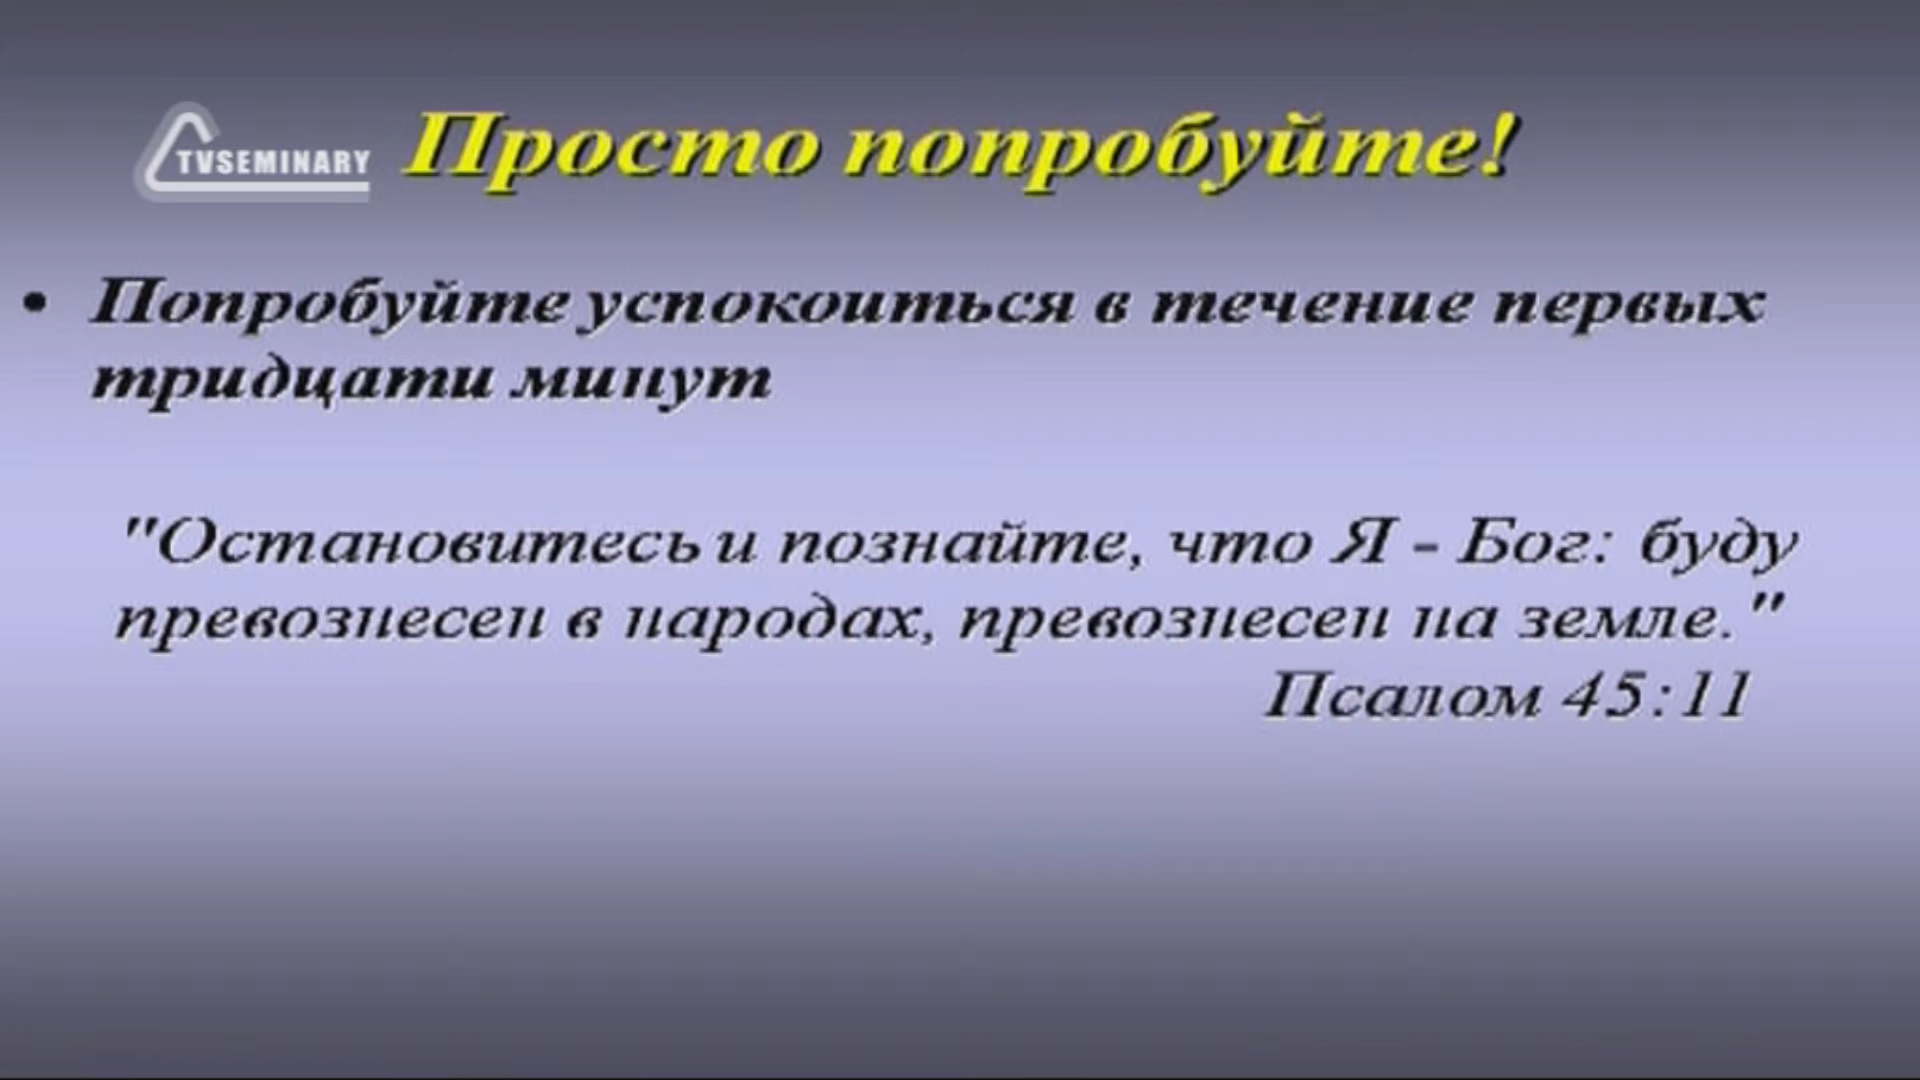 TVSEMINARY
Просто попробуйте!
• Попробуйте успокоиться в течение первых
тридцати минут
"Остановитесь и познайте, что Я - Бог: буду
превознесен в народах, превознесен на земле."
Псалом 45:11